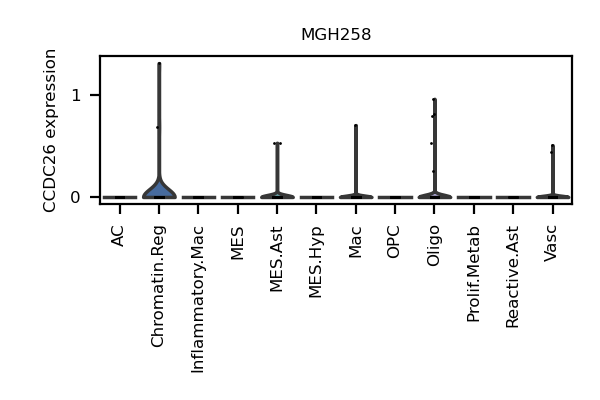 MGH258
CCDC26 expression
1
0
AC
Chromatin.Reg
Inflammatory.Mac
MES
MES.Ast
MES.Hyp
Mac
OPC
Oligo
Prolif.Metab
Reactive.Ast
Vasc